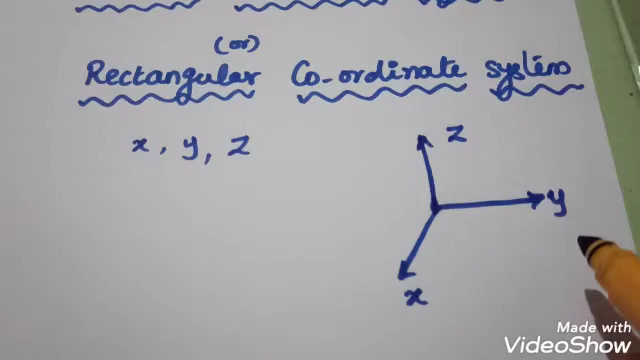 (or)
Rectangular Co-ordinate system
x, y, z
z
y
x
Made with
VideoShow